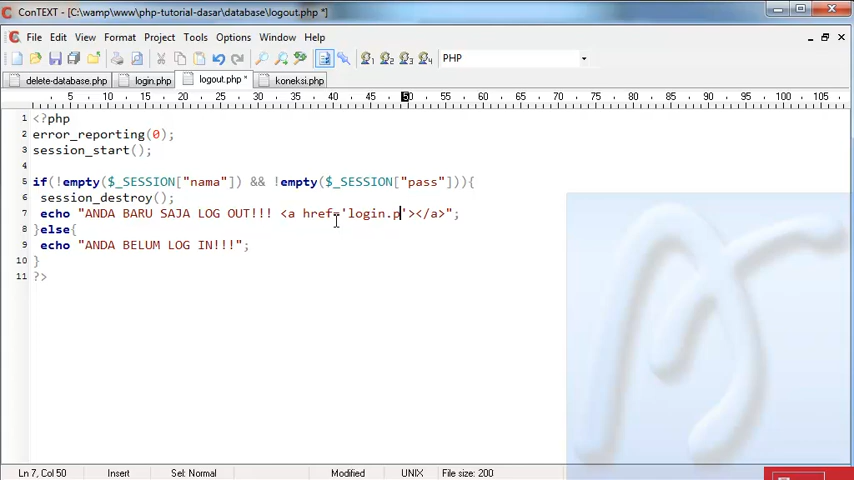 ConTEXT - [C:\wamp\www\php-tutorial-dasar\database\logout.php *]
File Edit View Format Project Tools Options Window Help
PHP
delete-database.php login.php logout.php * koneksi.php
5 10 15 20 25 30 35 40 45 50 55 60 65 70 75 80 85 90 95 100 105
1 <?php
2 error_reporting(0);
3 session_start();
4
5 if(!empty($_SESSION["nama"]) && !empty($_SESSION["pass"])){
6 session_destroy();
7 echo "ANDA BARU SAJA LOG OUT!!! <a href='login.p'></a>";
8 }else{
9 echo "ANDA BELUM LOG IN!!!";
10 }
11 ?>
Ln 7, Col 50 Insert Sel: Normal Modified UNIX File size: 200